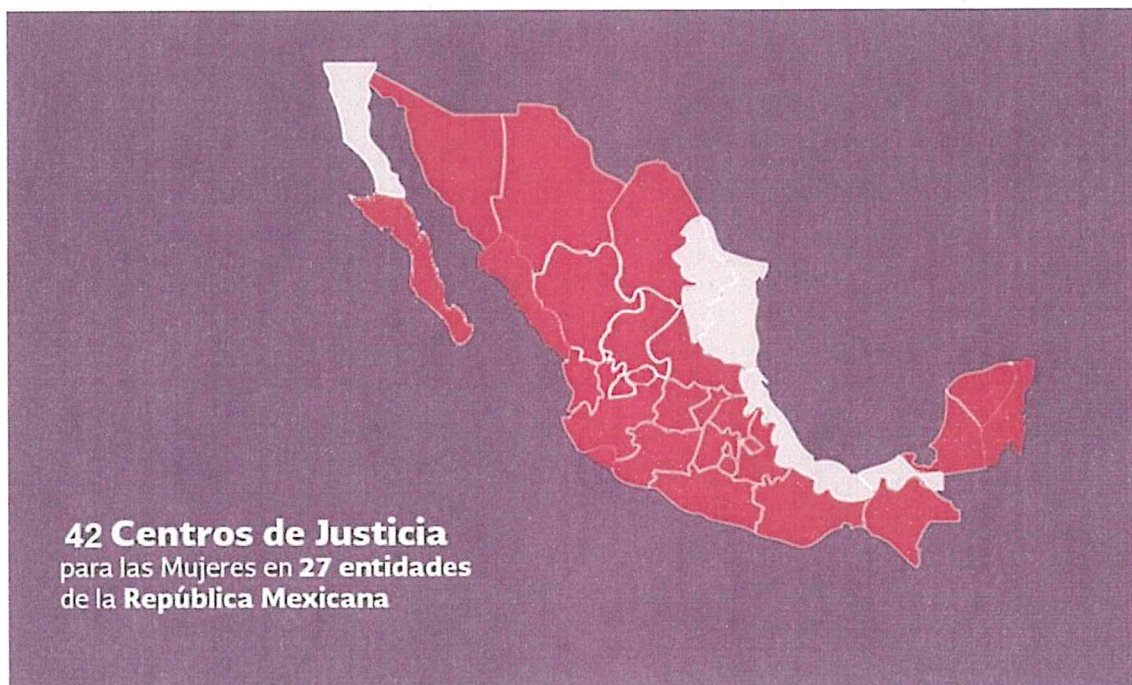 42 Centros de Justicia
para las Mujeres en 27 entidades
de la República Mexicana